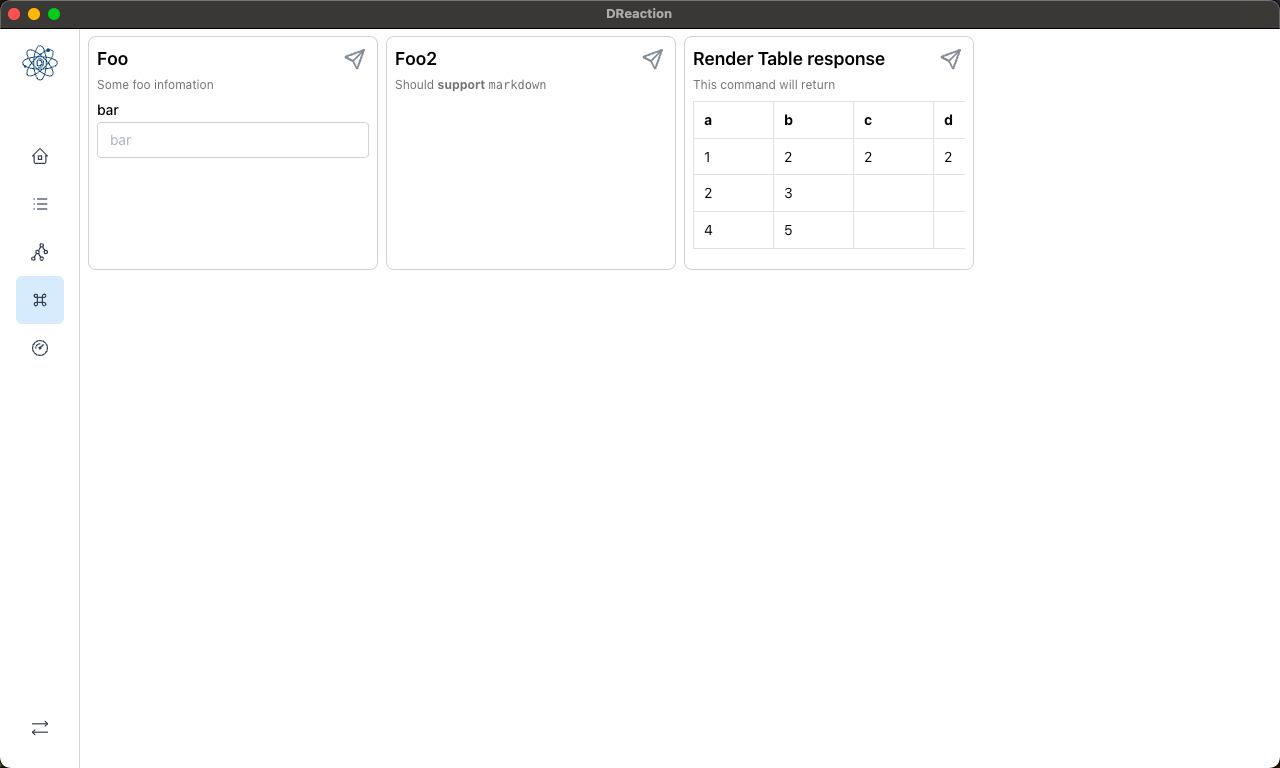 DReaction
Foo
Some foo infomation
bar
bar
Foo2
Should support markdown
Render Table response
This command will return
a b c d
1 2 2 2
2 3
4 5